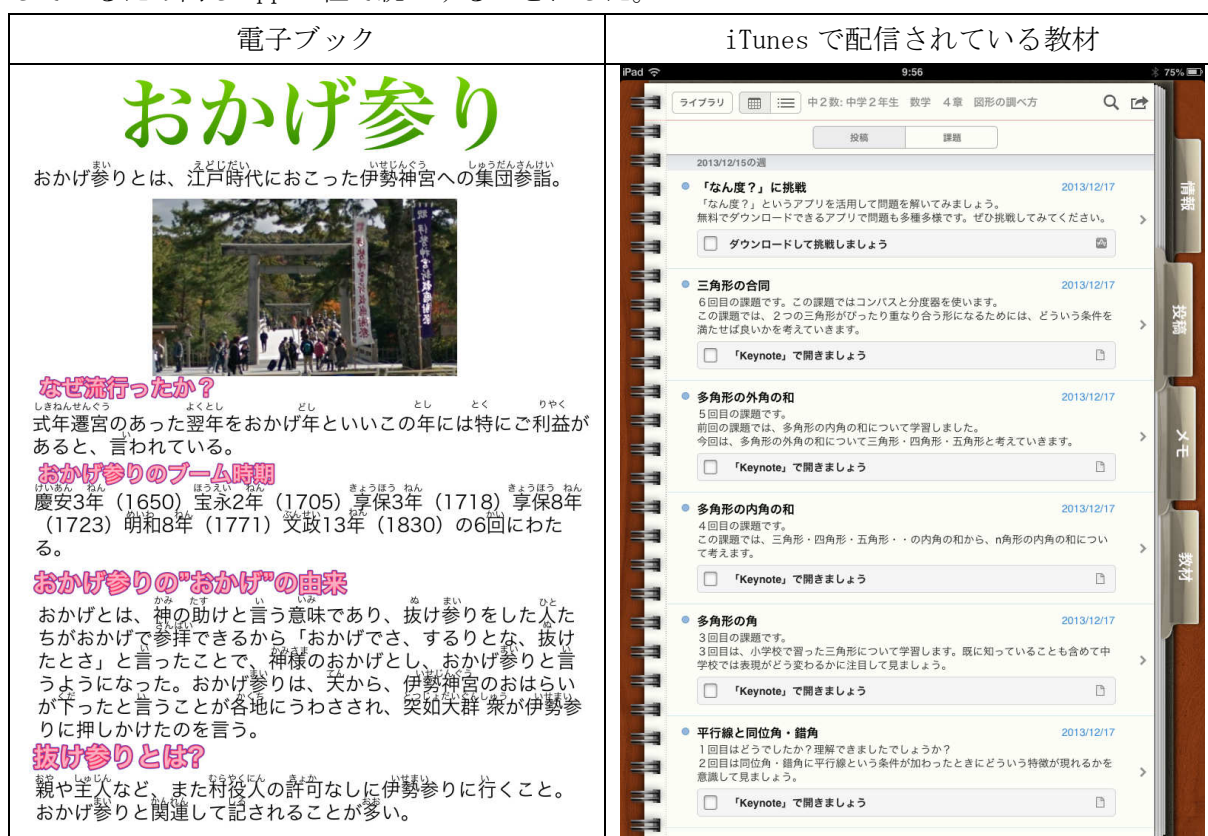 電子ブック
おかげ参り
おかげ参りとは、江戸時代におこった伊勢神宮への集団参詣。
なぜ流行ったか？
式年遷宮のあった翌年をおかげ年といいこの年には特にご利益が
あると、言われている。
おかげ参りのブーム時期
慶安3年（1650）宝永2年（1705）享保3年（1718）享保8年
（1723）明和8年（1771）文政13年（1830）の6回にわた
る。
おかげ参りの"おかげ"の由来
おかげとは、神の助けと言う意味であり、抜け参りをした人た
ちがおかげで参拝できるから「おかげでさ、するりとな、抜け
たとさ」と言ったことで、神様のおかげとし、おかげ参りと言
うようになった。おかげ参りは、天から、伊勢神宮のおはらい
が下ったと言うことが各地にうわさされ、突如大群衆が伊勢参
りに押しかけたのを言う。
抜け参りとは?
親や主人など、また村役人の許可なしに伊勢参りに行くこと。
おかげ参りと関連して記されることが多い。
iTunes で配信されている教材
iPad 9:56 75%
ライブラリ 中２数: 中学２年生 数学 ４章 図形の調べ方
投稿 課題
2013/12/15の週
「なん度？」に挑戦 2013/12/17
「なん度？」というアプリを活用して問題を解いてみましょう。
無料でダウンロードできるアプリで問題も多種多様です。ぜひ挑戦してみてください。
ダウンロードして挑戦しましょう
三角形の合同 2013/12/17
６回目の課題です。この課題ではコンパスと分度器を使います。
この課題では、２つの三角形がぴったり重なり合う形になるためには、どういう条件を
満たせば良いかを考えていきます。
「Keynote」で開きましょう
多角形の外角の和 2013/12/17
５回目の課題です。
前回の課題では、多角形の内角の和について学習しました。
今回は、多角形の外角の和について三角形・四角形・五角形と考えていきます。
「Keynote」で開きましょう
多角形の内角の和 2013/12/17
４回目の課題です。
この課題では、三角形・四角形・五角形・・の内角の和から、n角形の内角の和につい
て考えます。
「Keynote」で開きましょう
多角形の角 2013/12/17
３回目の課題です。
３回目は、小学校で習った三角形について学習します。既に知っていることも含めて中
学校では表現がどう変わるかに注目して見ましょう。
「Keynote」で開きましょう
平行線と同位角・錯角 2013/12/17
１回目はどうでしたか？理解できましたでしょうか？
２回目は同位角・錯角に平行線という条件が加わったときにどういう特徴が現れるかを
意識して見ましょう。
「Keynote」で開きましょう
情報
投稿
メモ
教材